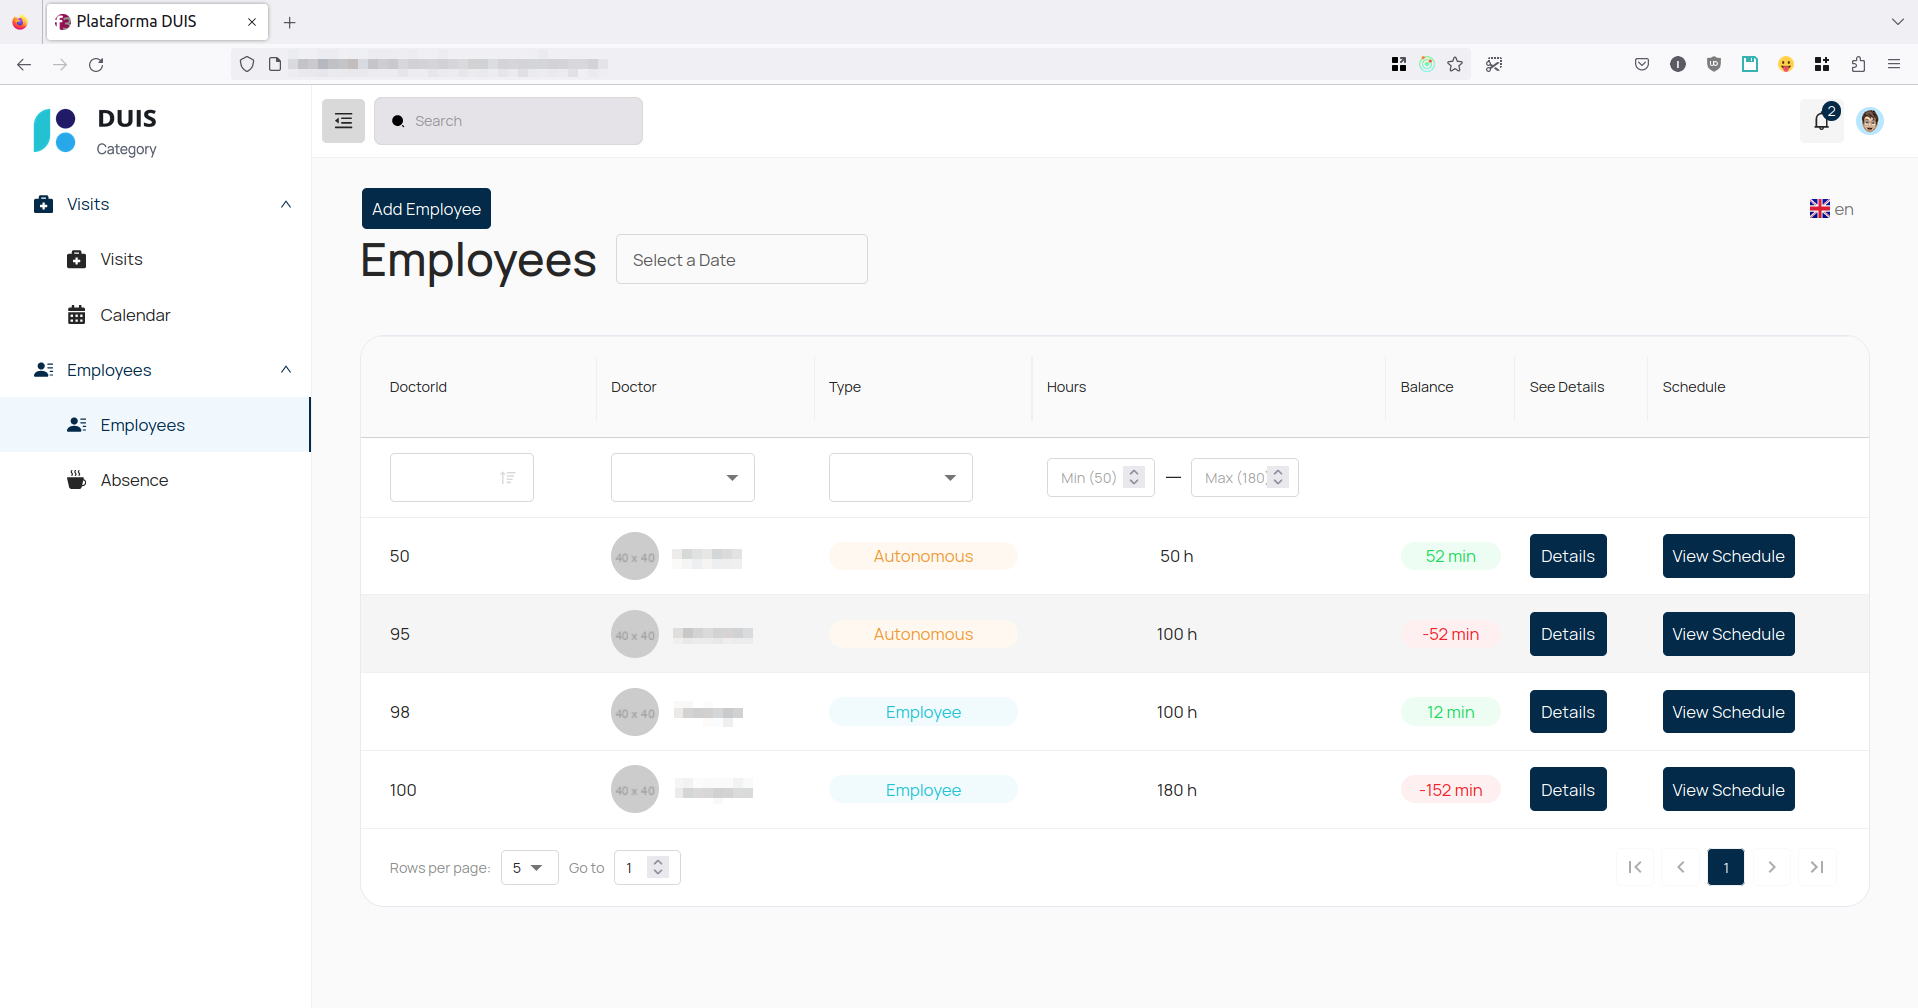 Plataforma DUIS
DUIS
Category
Search
2
Visits
Visits
Calendar
Employees
Employees
Absence
Add Employee
en
Employees
Select a Date
DoctorId Doctor Type Hours Balance See Details Schedule
Min (50) — Max (180)
50 40 x 40 Autonomous 50 h 52 min Details View Schedule
95 40 x 40 Autonomous 100 h -52 min Details View Schedule
98 40 x 40 Employee 100 h 12 min Details View Schedule
100 40 x 40 Employee 180 h -152 min Details View Schedule
Rows per page: 5 Go to 1 1